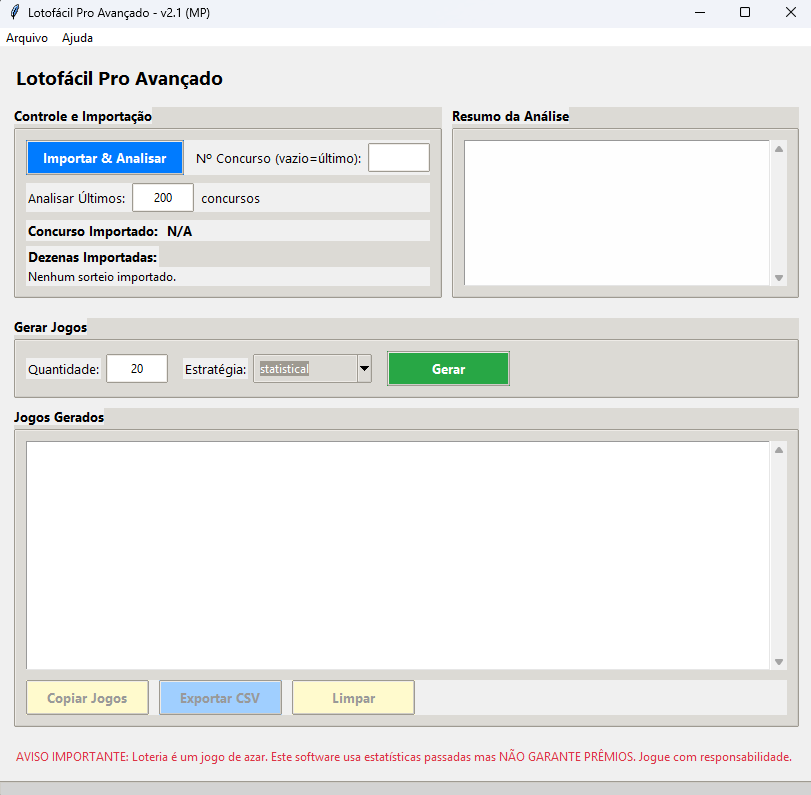 Lotofácil Pro Avançado - v2.1 (MP)
Arquivo Ajuda
Lotofácil Pro Avançado
Controle e Importação
Importar & Analisar Nº Concurso (vazio=último):
Analisar Últimos: 200 concursos
Concurso Importado: N/A
Dezenas Importadas:
Nenhum sorteio importado.
Resumo da Análise
Gerar Jogos
Quantidade: 20 Estratégia: statistical Gerar
Jogos Gerados
Copiar Jogos Exportar CSV Limpar
AVISO IMPORTANTE: Loteria é um jogo de azar. Este software usa estatísticas passadas mas NÃO GARANTE PRÊMIOS. Jogue com responsabilidade.